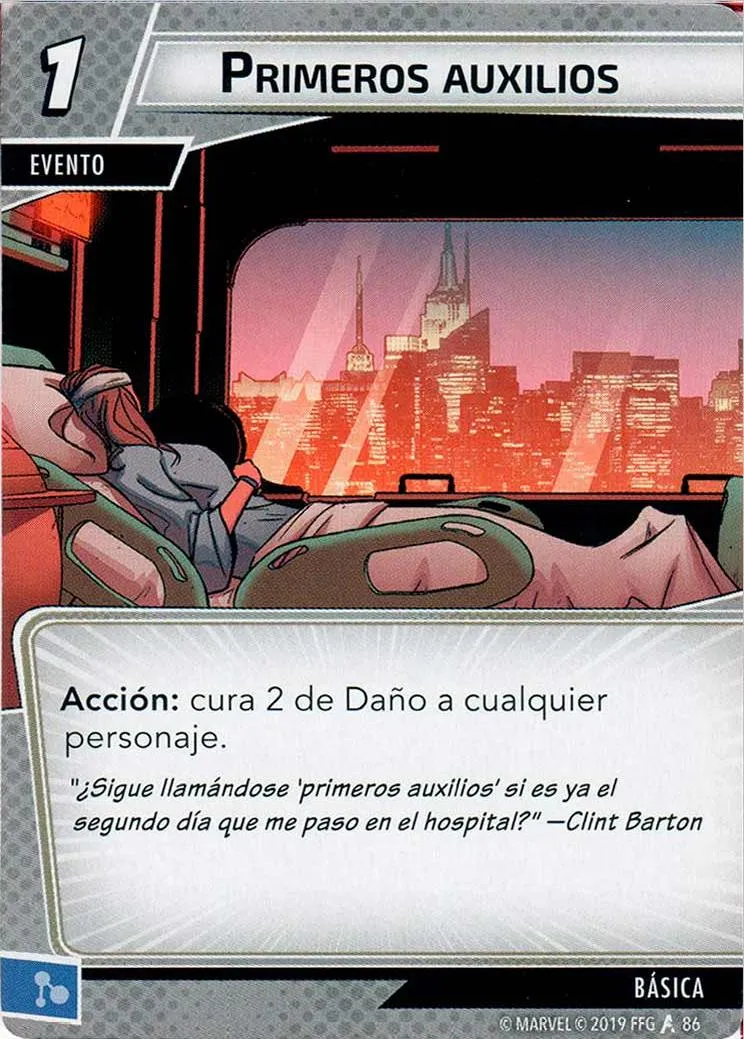 1
PRIMEROS AUXILIOS
EVENTO
Acción: cura 2 de Daño a cualquier
personaje.
"¿Sigue llamándose 'primeros auxilios' si es ya el
segundo día que me paso en el hospital?" —Clint Barton
BÁSICA
© MARVEL © 2019 FFG 86